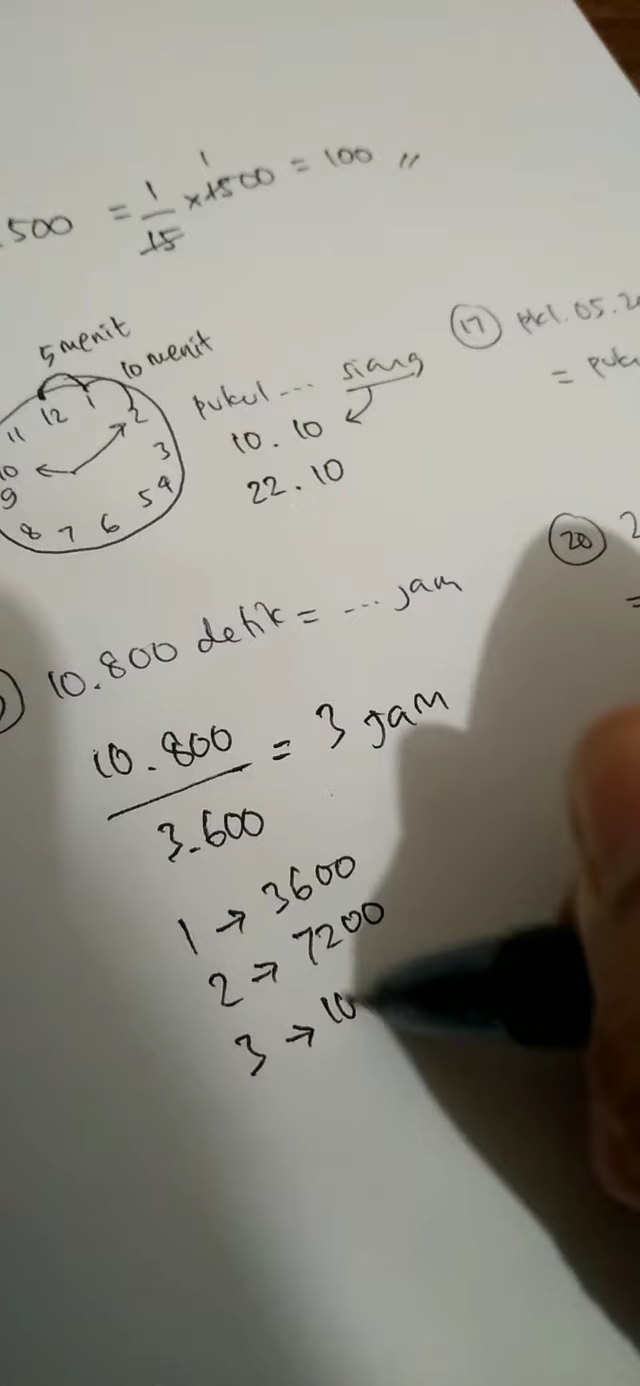 500 = 1/15 x 1500 = 100 //
1
5 menit
10 menit
12 1 2 3 4 5 6 7 8 9 10 11
pukul ... siang
10.10
22.10
17 Pkl. 05.2
= puk
20 2
=
10.800 detik = ... jam
10.800 / 3.600 = 3 jam
1 → 3600
2 → 7200
3 → 10